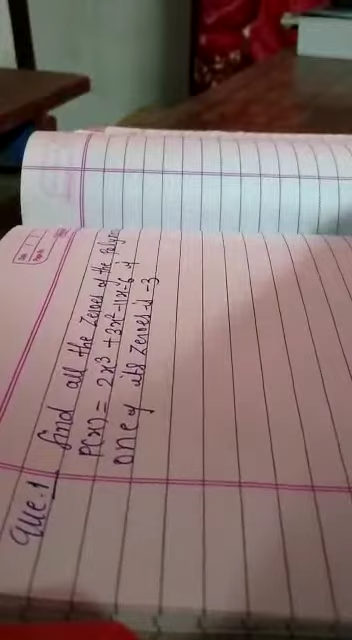 Que.1 find all the zeroes of the Polyno
P(x) = 2x³ + 3x² - 11x - 6 if
one of its zeroes is -3